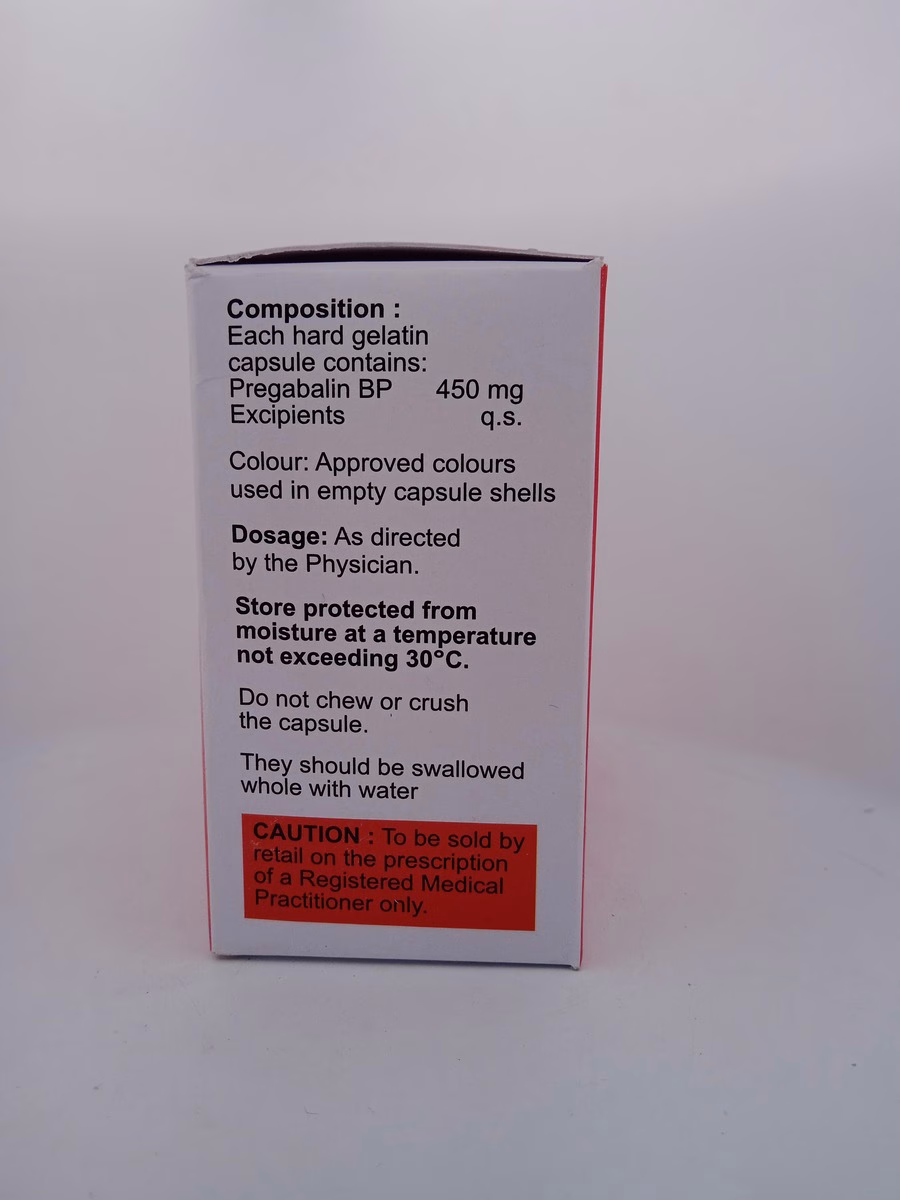 Composition :
Each hard gelatin
capsule contains:
Pregabalin BP 450 mg
Excipients q.s.
Colour: Approved colours
used in empty capsule shells
Dosage: As directed
by the Physician.
Store protected from
moisture at a temperature
not exceeding 30°C.
Do not chew or crush
the capsule.
They should be swallowed
whole with water
CAUTION : To be sold by
retail on the prescription
of a Registered Medical
Practitioner only.